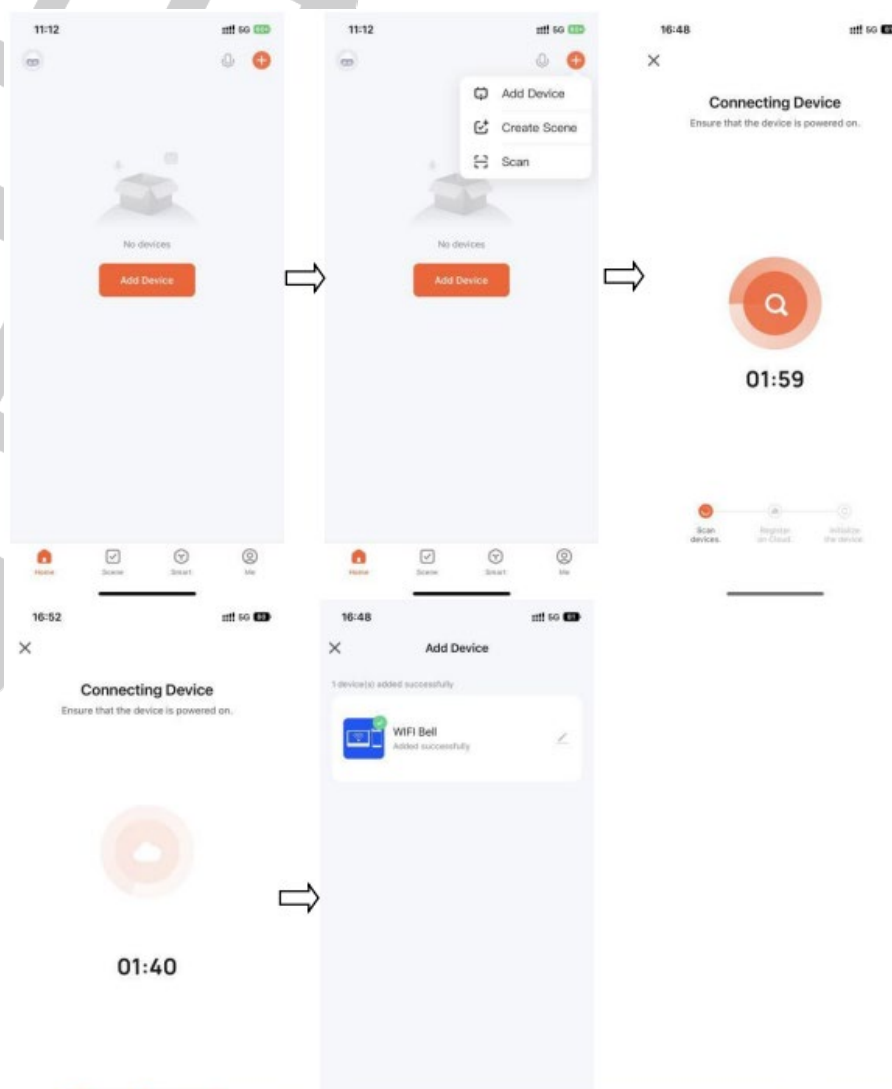 11:12
5G
No devices
Add Device
Home
Scene
Smart
Me
11:12
5G
Add Device
Create Scene
Scan
No devices
Add Device
Home
Scene
Smart
Me
16:48
5G
Connecting Device
Ensure that the device is powered on.
01:59
Scan
devices.
Register
on Cloud.
Initialize
the device.
16:52
5G
Connecting Device
Ensure that the device is powered on.
01:40
16:48
5G
Add Device
1 device(s) added successfully
WIFI Bell
Added successfully